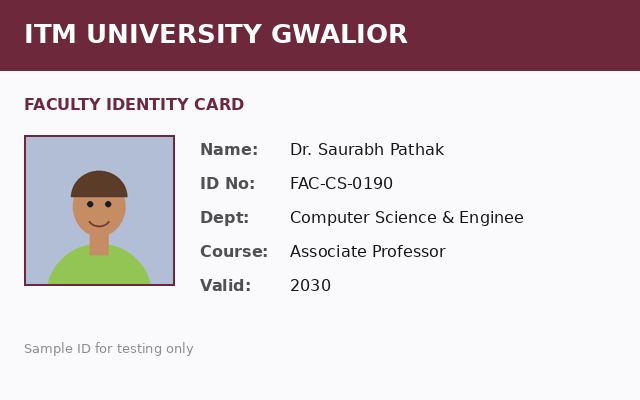 ITM UNIVERSITY GWALIOR
FACULTY IDENTITY CARD
Name: Dr. Saurabh Pathak
ID No: FAC-CS-0190
Dept: Computer Science & Enginee
Course: Associate Professor
Valid: 2030
Sample ID for testing only